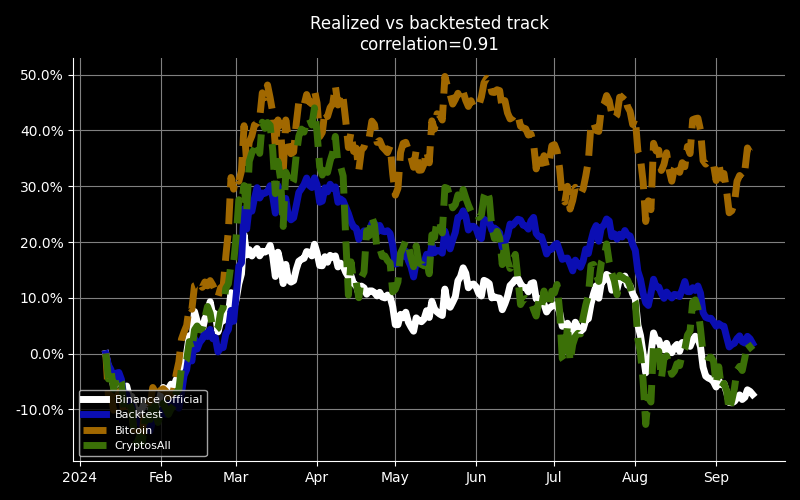 Realized vs backtested track
correlation=0.91
50.0%
40.0%
30.0%
20.0%
10.0%
0.0%
-10.0%
Binance Official
Backtest
Bitcoin
CryptosAll
2024 Feb Mar Apr May Jun Jul Aug Sep